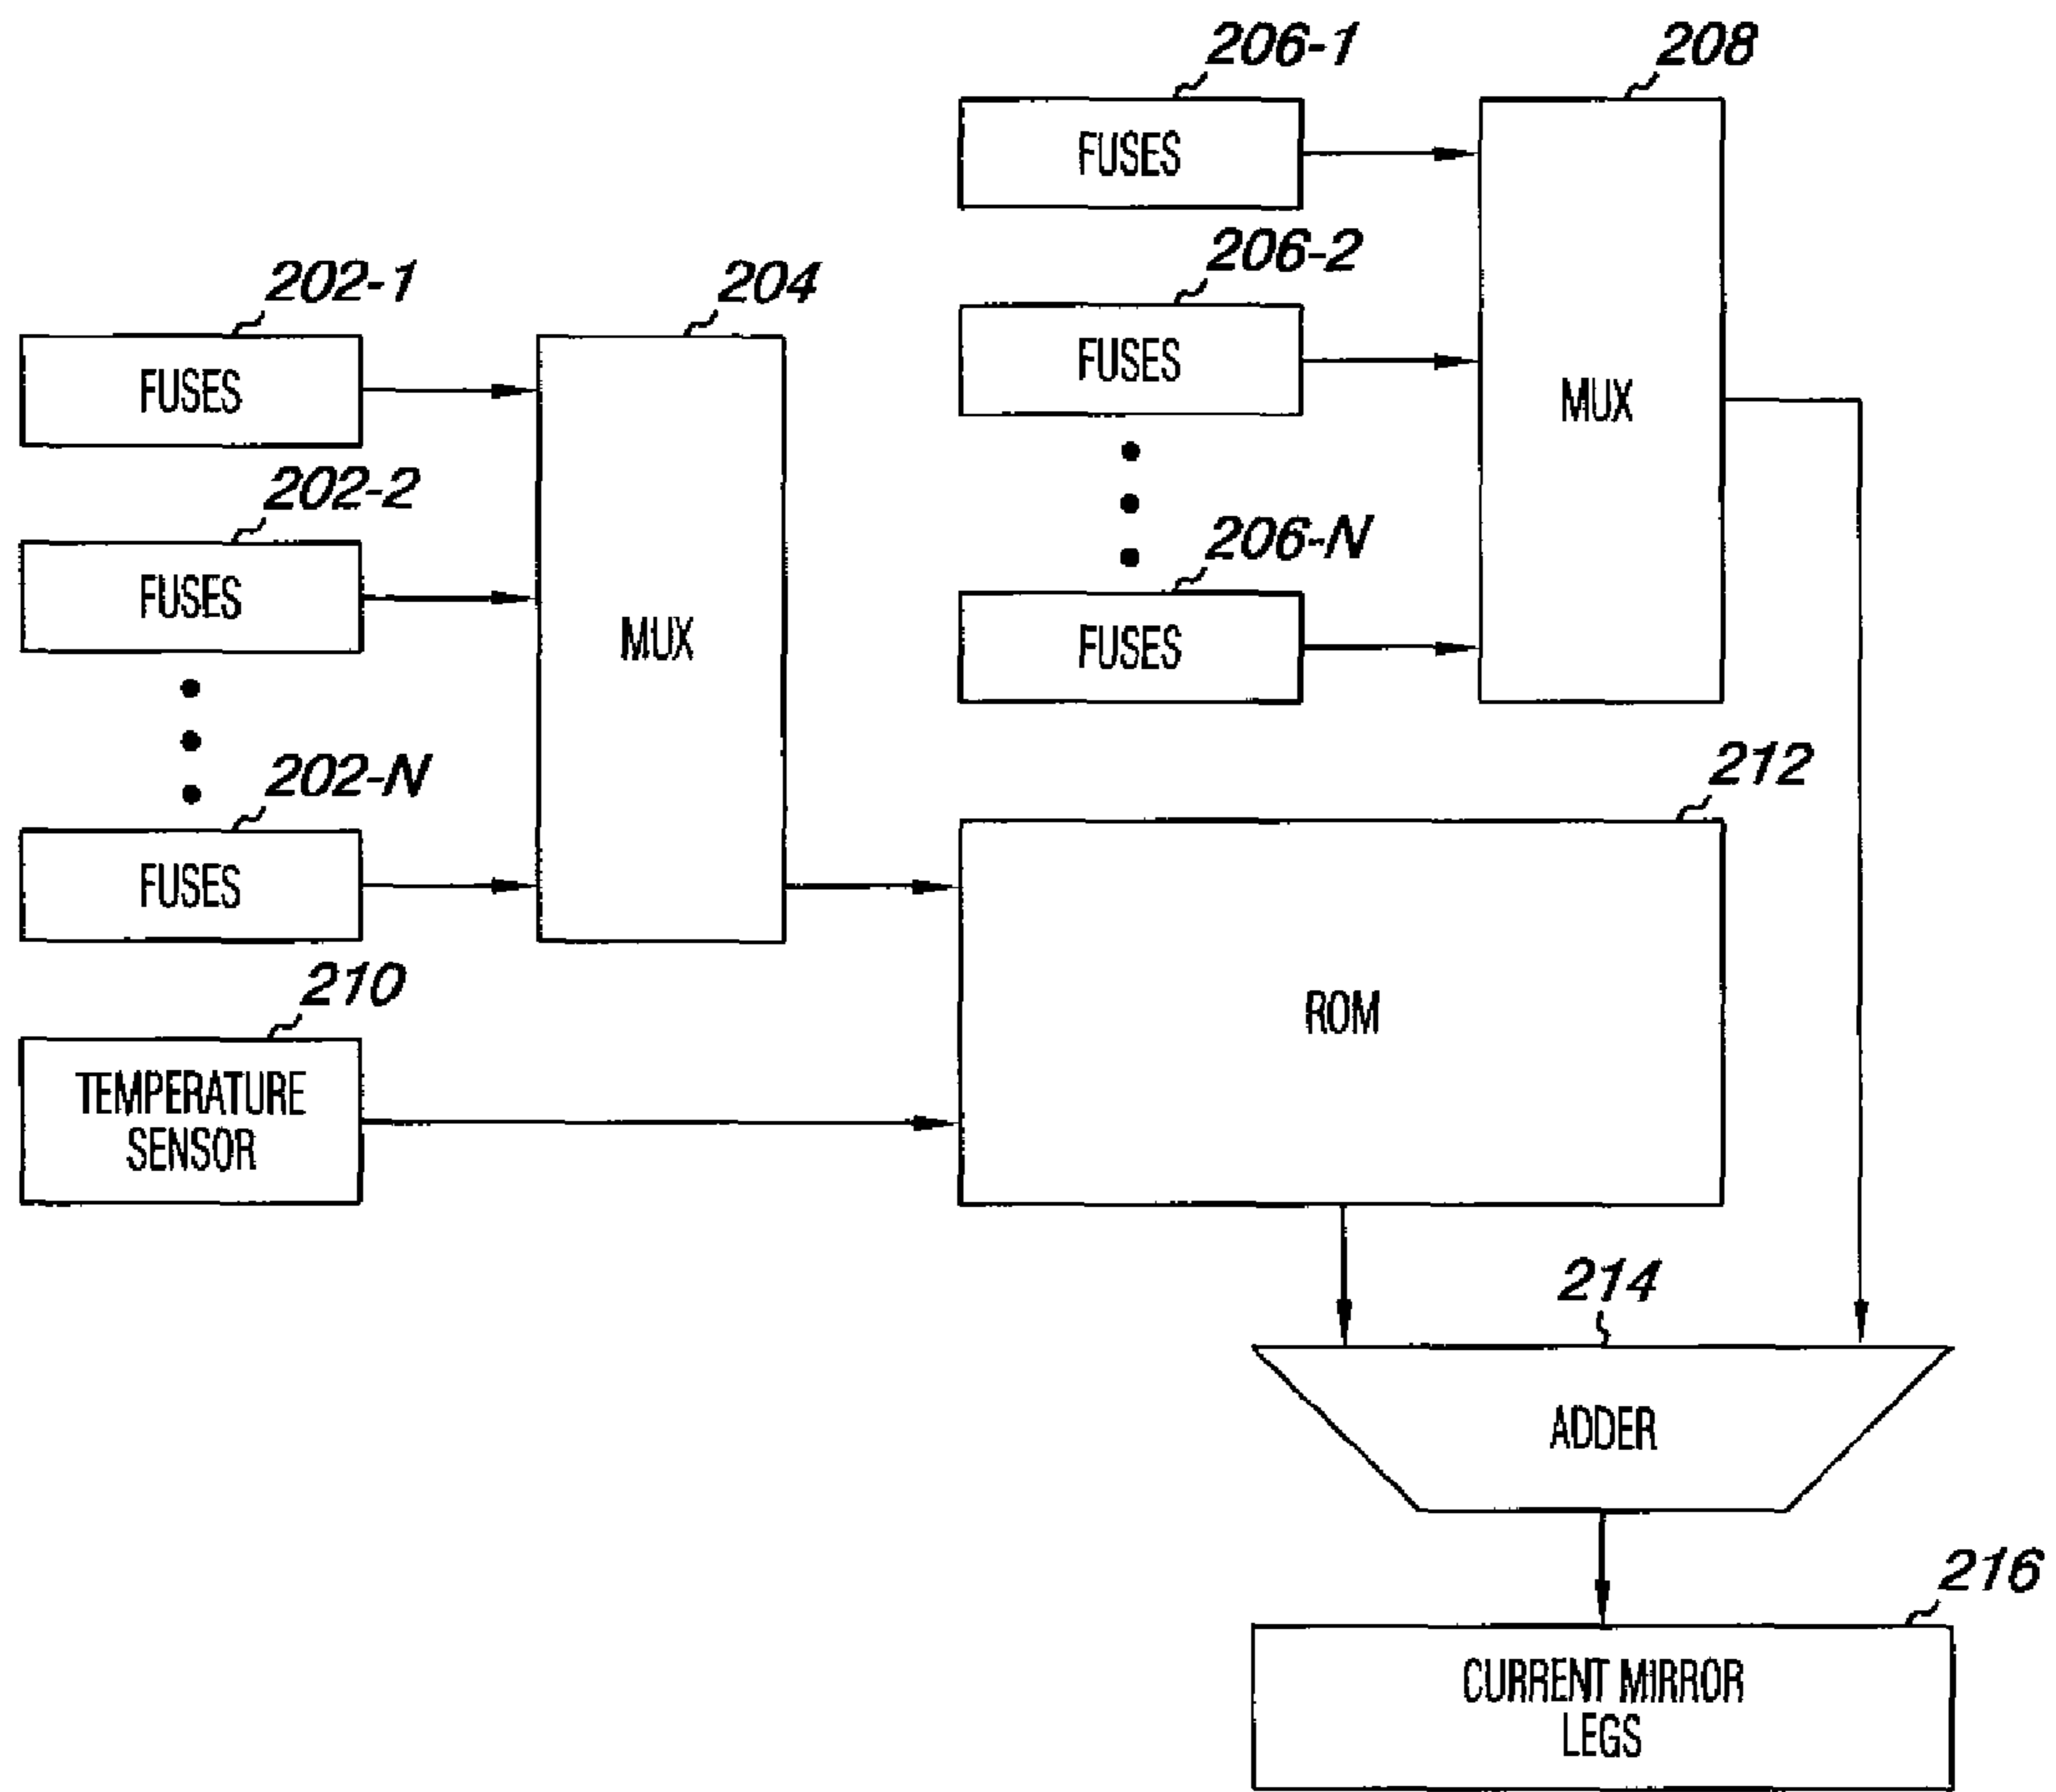 206-1
208
FUSES
206-2
202-1
204
FUSES
FUSES
MUX
202-2
206-N
FUSES
MUX
FUSES
202-N
212
FUSES
210
ROM
TEMPERATURE
SENSOR
214
ADDER
216
CURRENT MIRROR
LEGS